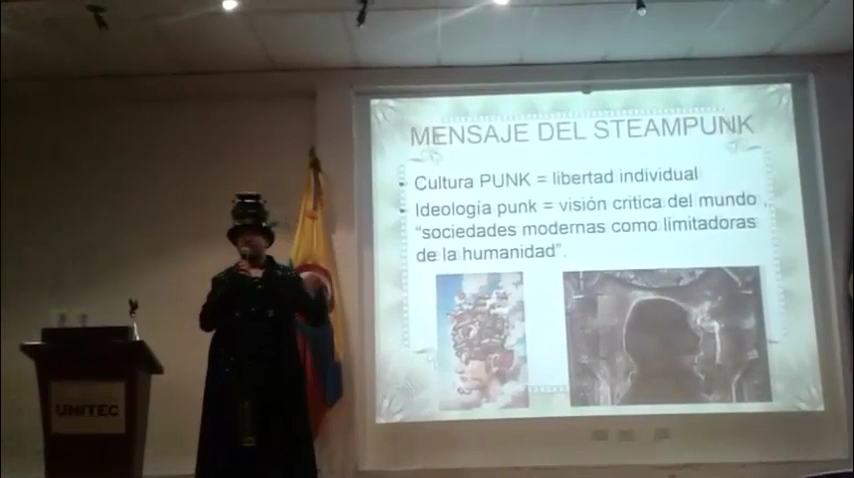 MENSAJE DEL STEAMPUNK
Cultura PUNK = libertad individual
Ideología punk = visión critica del mundo ,
"sociedades modernas como limitadoras
de la humanidad".
UNITEC